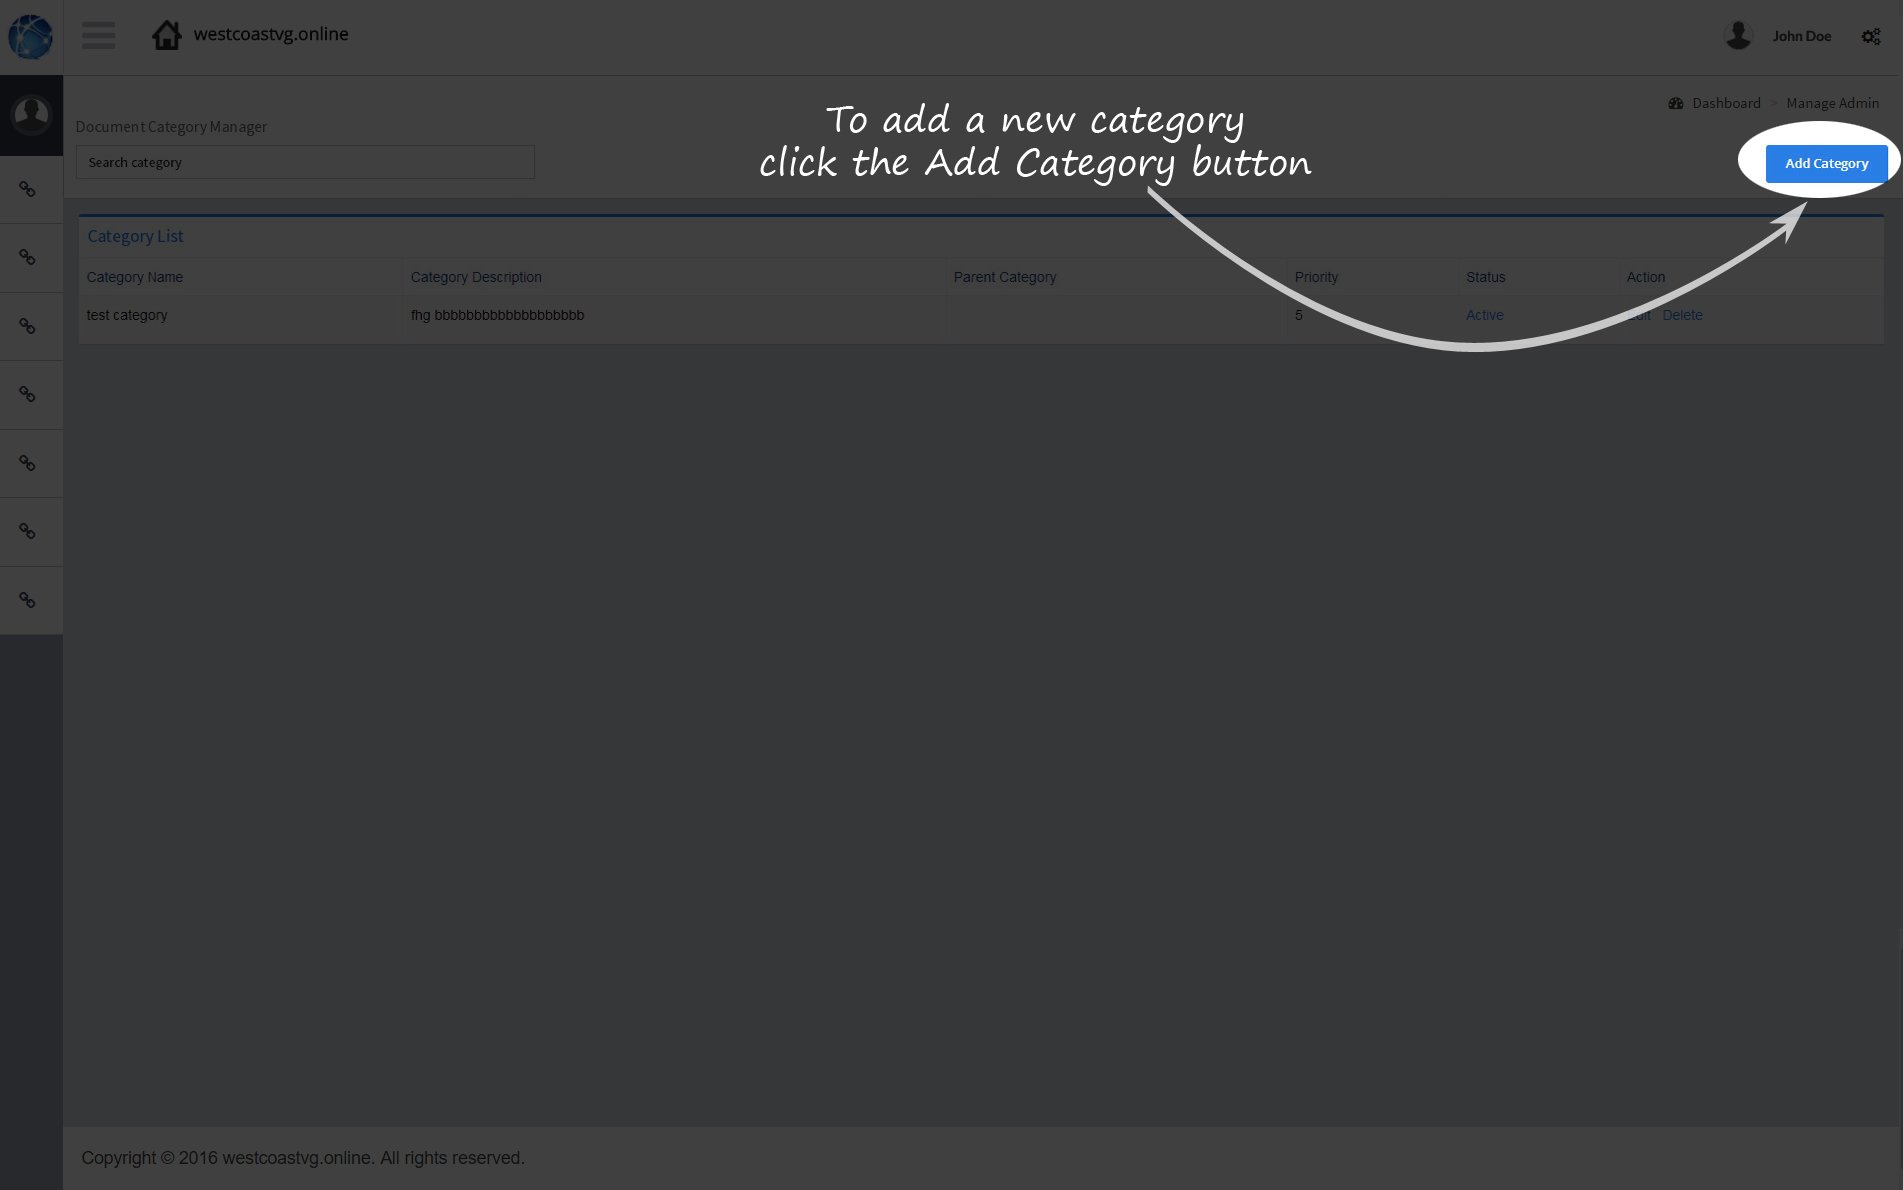 westcoastvg.online
John Doe
Dashboard > Manage Admin
Document Category Manager
To add a new category
click the Add Category button
Search category
Add Category
Category List
Category Name Category Description Parent Category Priority Status Action
test category fhg bbbbbbbbbbbbbbbbbbb 5 Active Edit Delete
Copyright © 2016 westcoastvg.online. All rights reserved.